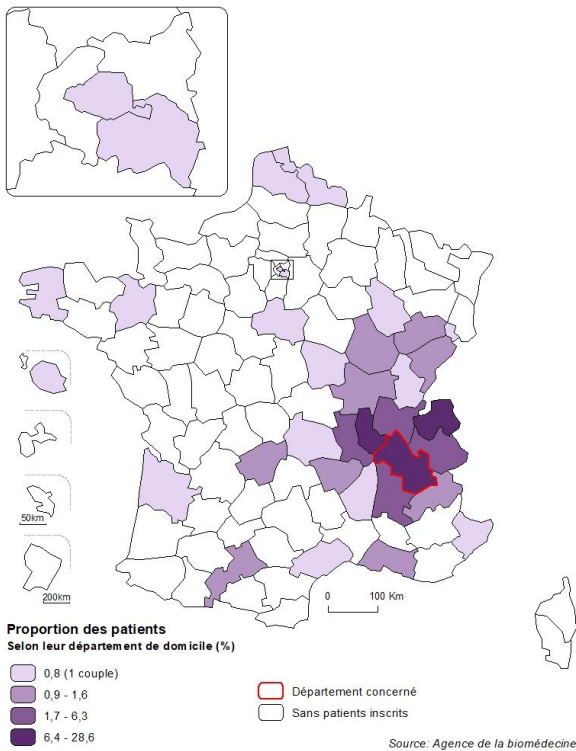 50km
200km
0 100 Km
Proportion des patients
Selon leur département de domicile (%)
0,8 (1 couple)
0,9 - 1,6
1,7 - 6,3
6,4 - 28,6
Département concerné
Sans patients inscrits
Source: Agence de la biomédecine